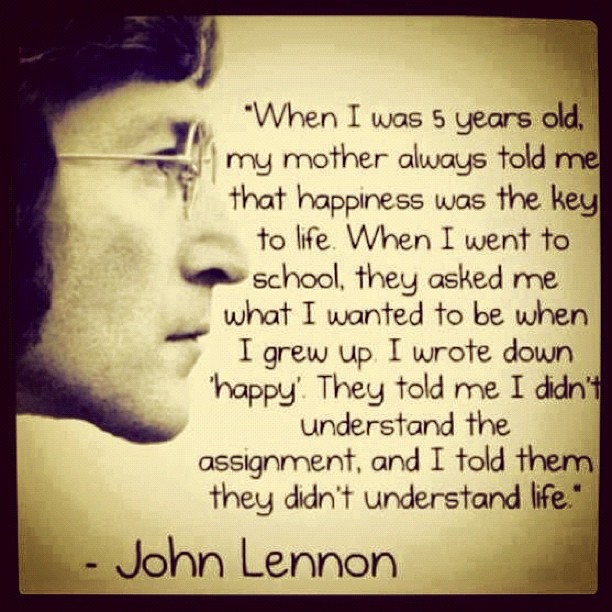 "When I was 5 years old,
my mother always told me
that happiness was the key
to life. When I went to
school, they asked me
what I wanted to be when
I grew up. I wrote down
'happy'. They told me I didn't
understand the
assignment, and I told them
they didn't understand life."
- John Lennon